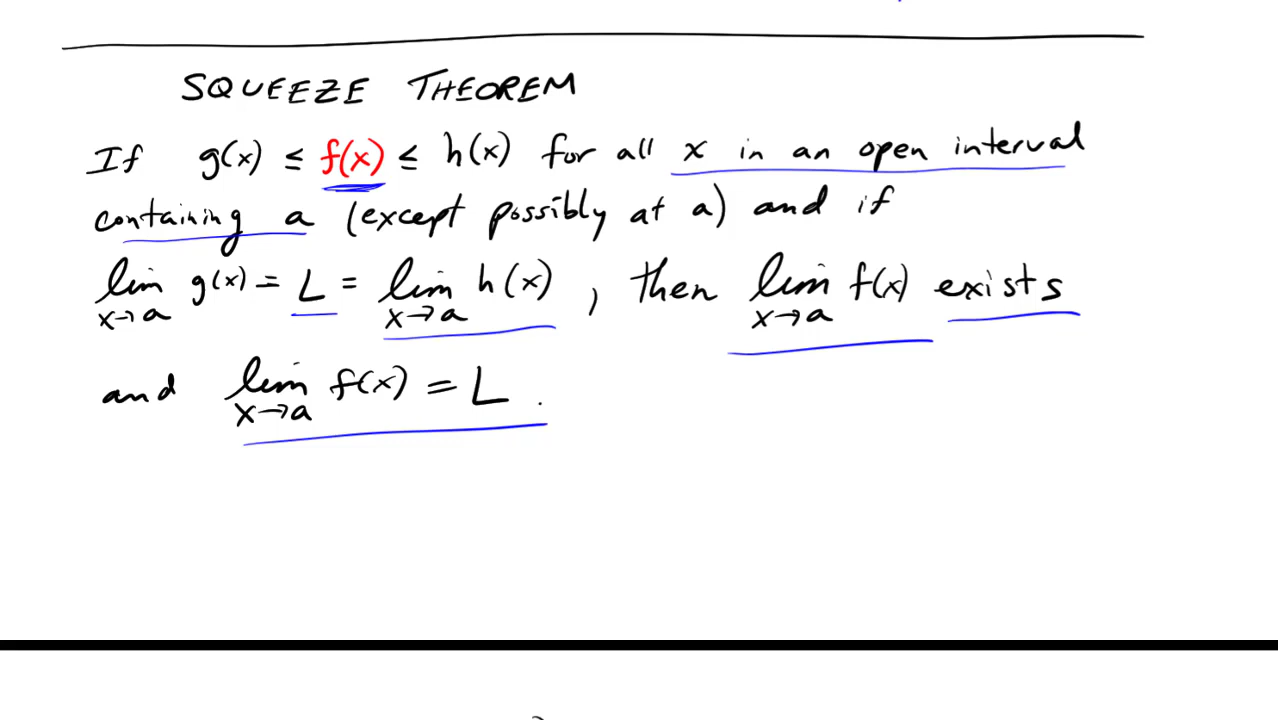 SQUEEZE THEOREM
If g(x) ≤ f(x) ≤ h(x) for all x in an open interval
containing a (except possibly at a) and if
lim x→a g(x) = L = lim x→a h(x) , then lim x→a f(x) exists
and lim x→a f(x) = L .